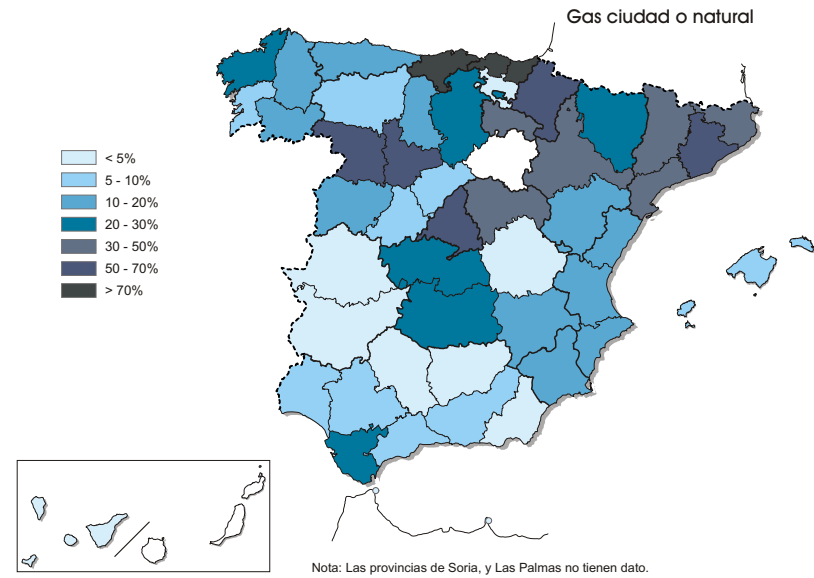 Gas ciudad o natural
< 5%
5 - 10%
10 - 20%
20 - 30%
30 - 50%
50 - 70%
> 70%
Nota: Las provincias de Soria, y Las Palmas no tienen dato.